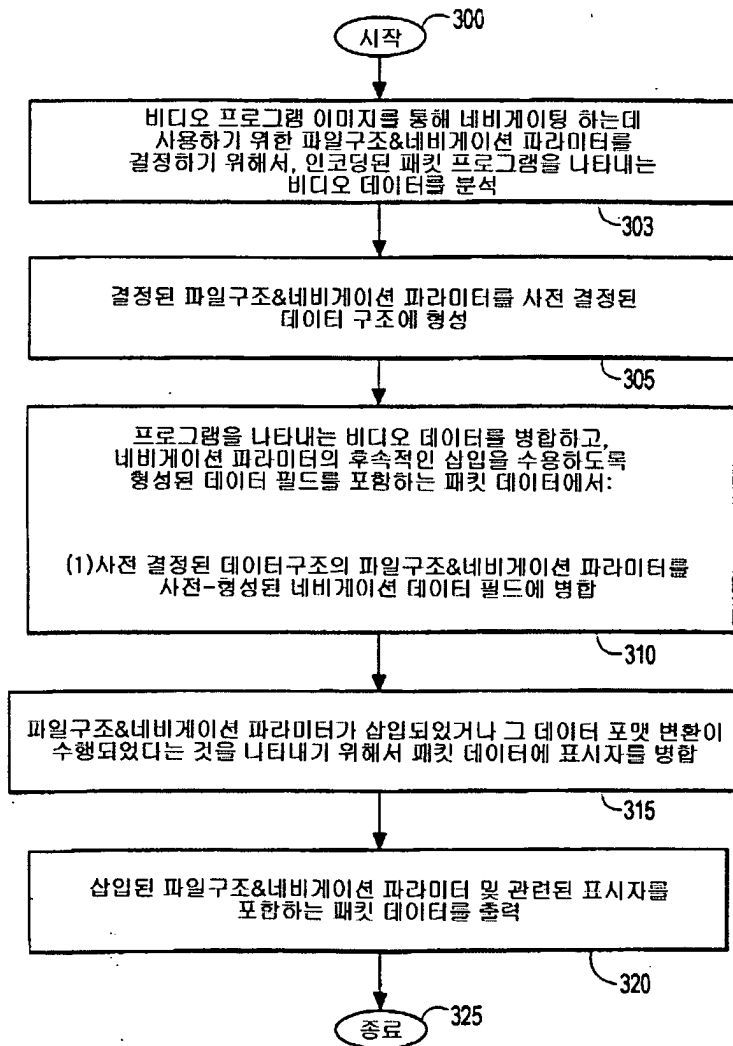 시작
300
비디오 프로그램 이미지를 통해 네비게이팅 하는데
사용하기 위한 파일구조&네비게이션 파라미터를
결정하기 위해서, 인코딩된 패킷 프로그램을 나타내는
비디오 데이터를 분석
303
결정된 파일구조&네비게이션 파라미터를 사전 결정된
데이터 구조에 형성
305
프로그램을 나타내는 비디오 데이터를 병합하고,
네비게이션 파라미터의 후속적인 삽입을 수용하도록
형성된 데이터 필드를 포함하는 패킷 데이터에서:
(1)사전 결정된 데이터구조의 파일구조&네비게이션 파라미터를
사전-형성된 네비게이션 데이터 필드에 병합
310
파일구조&네비게이션 파라미터가 삽입되었거나 그 데이터 포맷 변환이
수행되었다는 것을 나타내기 위해서 패킷 데이터에 표시자를 병합
315
삽입된 파일구조&네비게이션 파라미터 및 관련된 표시자를
포함하는 패킷 데이터를 출력
320
종료
325